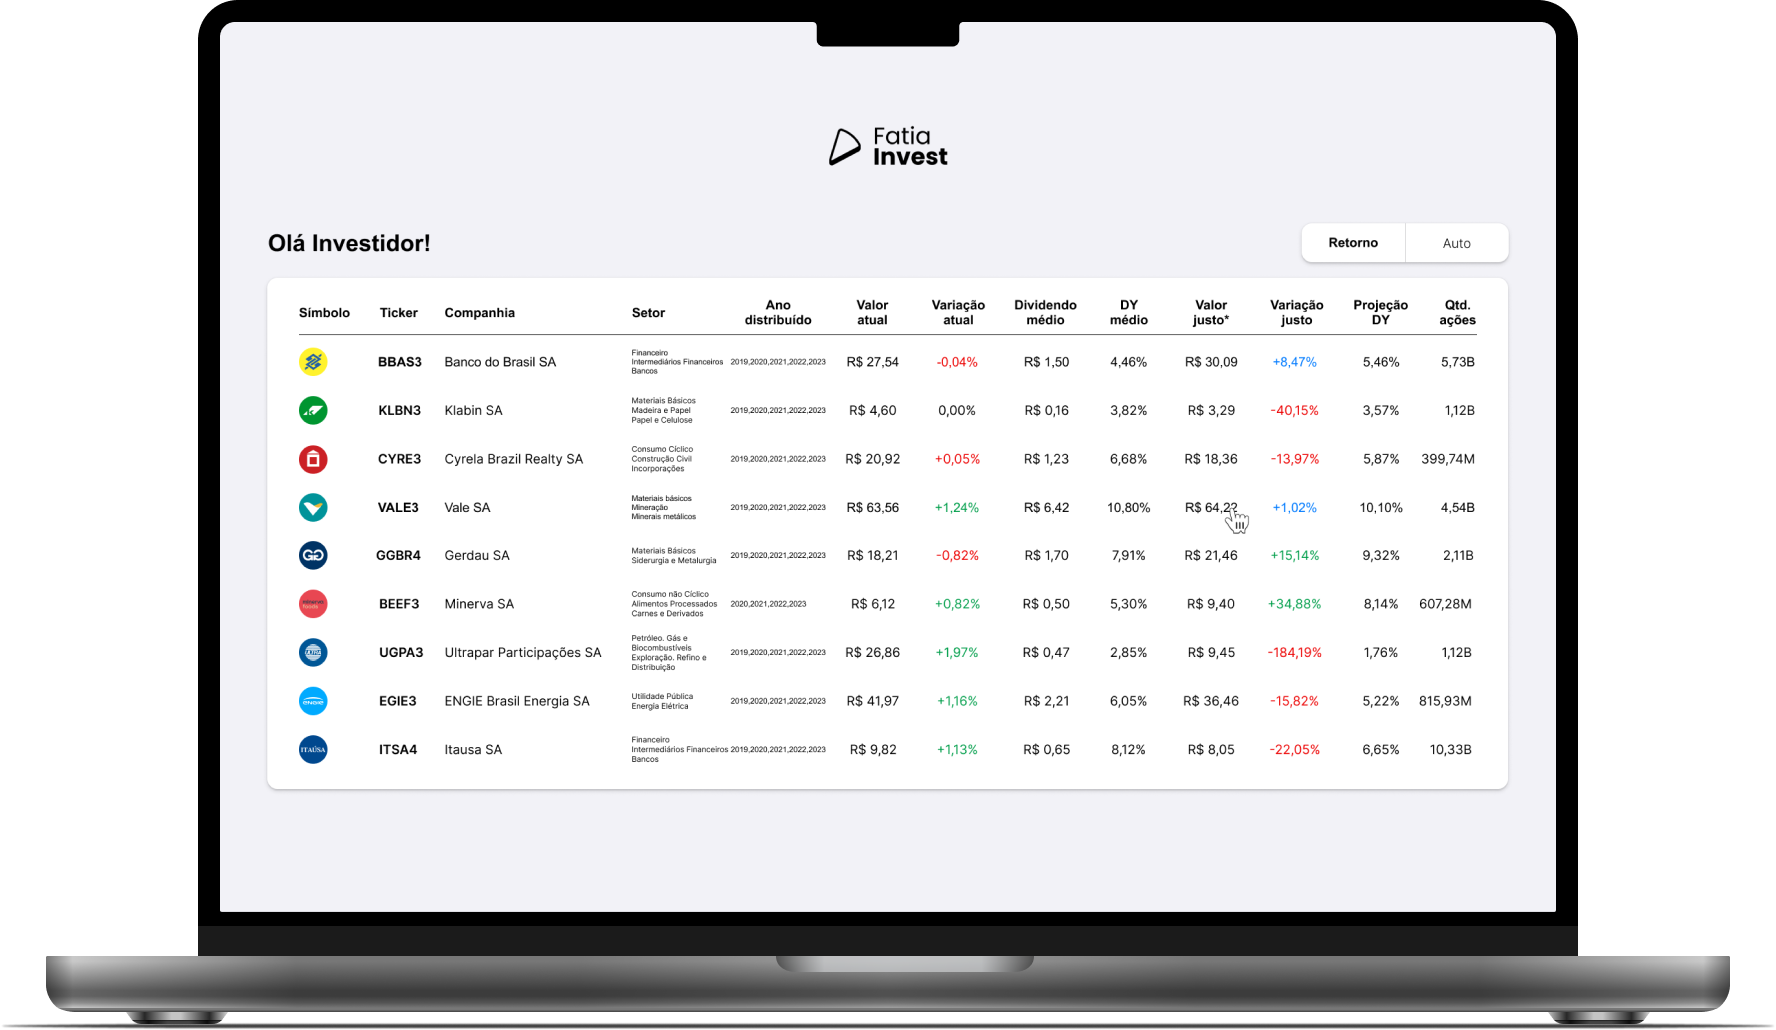 Fatia
Invest
Olá Investidor!
Retorno
Auto
Símbolo Ticker Companhia Setor Ano distribuído Valor atual Variação atual Dividendo médio DY médio Valor justo* Variação justo Projeção DY Qtd. ações
BBAS3 Banco do Brasil SA Financeiro Intermediários Financeiros Bancos 2019,2020,2021,2022,2023 R$ 27,54 -0,04% R$ 1,50 4,46% R$ 30,09 +8,47% 5,46% 5,73B
KLBN3 Klabin SA Materiais Básicos Madeira e Papel Papel e Celulose 2019,2020,2021,2022,2023 R$ 4,60 0,00% R$ 0,16 3,82% R$ 3,29 -40,15% 3,57% 1,12B
CYRE3 Cyrela Brazil Realty SA Consumo Cíclico Construção Civil Incorporações 2019,2020,2021,2022,2023 R$ 20,92 +0,05% R$ 1,23 6,68% R$ 18,36 -13,97% 5,87% 399,74M
VALE3 Vale SA Materiais básicos Mineração Minerais metálicos 2019,2020,2021,2022,2023 R$ 63,56 +1,24% R$ 6,42 10,80% R$ 64,22 +1,02% 10,10% 4,54B
GGBR4 Gerdau SA Materiais Básicos Siderurgia e Metalurgia 2019,2020,2021,2022,2023 R$ 18,21 -0,82% R$ 1,70 7,91% R$ 21,46 +15,14% 9,32% 2,11B
foods BEEF3 Minerva SA Consumo não Cíclico Alimentos Processados Carnes e Derivados 2020,2021,2022,2023 R$ 6,12 +0,82% R$ 0,50 5,30% R$ 9,40 +34,88% 8,14% 607,28M
ULTRA UGPA3 Ultrapar Participações SA Petróleo. Gás e Biocombustíveis Exploração. Refino e Distribuição 2019,2020,2021,2022,2023 R$ 26,86 +1,97% R$ 0,47 2,85% R$ 9,45 -184,19% 1,76% 1,12B
ENGIE EGIE3 ENGIE Brasil Energia SA Utilidade Pública Energia Elétrica 2019,2020,2021,2022,2023 R$ 41,97 +1,16% R$ 2,21 6,05% R$ 36,46 -15,82% 5,22% 815,93M
ITAÚSA ITSA4 Itausa SA Financeiro Intermediários Financeiros Bancos 2019,2020,2021,2022,2023 R$ 9,82 +1,13% R$ 0,65 8,12% R$ 8,05 -22,05% 6,65% 10,33B